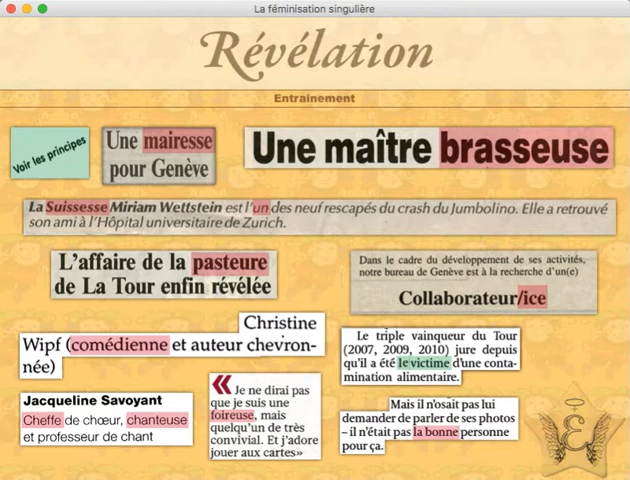 La féminisation singulière
Révélation
Entraînement
Voir les principes
Une mairesse
pour Genève
Une maître brasseuse
La Suissesse Miriam Wettstein est l'un des neuf rescapés du crash du Jumbolino. Elle a retrouvé
son ami à l'Hôpital universitaire de Zurich.
L'affaire de la pasteure
de La Tour enfin révélée
Dans le cadre du développement de ses activités,
notre bureau de Genève est à la recherche d'un(e)
Collaborateur/ice
Christine
Wipf (comédienne et auteur chevron-
née)
Le triple vainqueur du Tour
(2007, 2009, 2010) jure depuis
qu'il a été le victime d'une conta-
mination alimentaire.
Jacqueline Savoyant
Cheffe de chœur, chanteuse
et professeur de chant
« Je ne dirai pas
que je suis une
foireuse, mais
quelqu'un de très
convivial. Et j'adore
jouer aux cartes»
Mais il n'osait pas lui
demander de parler de ses photos
– il n'était pas la bonne personne
pour ça.